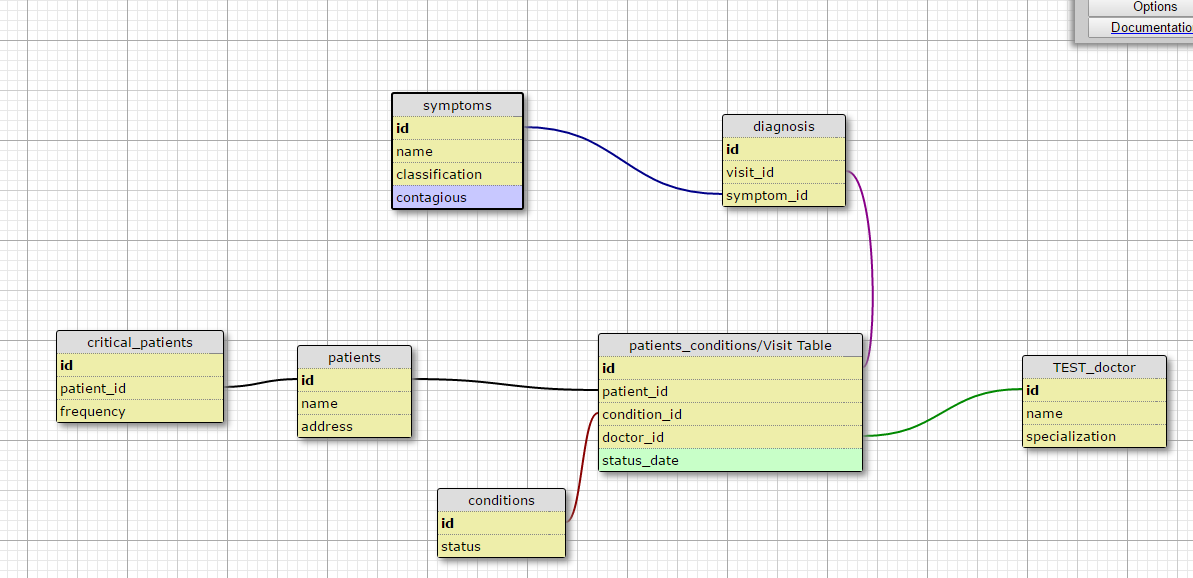 Options
Documentatio
symptoms
id
name
classification
contagious
diagnosis
id
visit_id
symptom_id
critical_patients
id
patient_id
frequency
patients
id
name
address
patients_conditions/Visit Table
id
patient_id
condition_id
doctor_id
status_date
TEST_doctor
id
name
specialization
conditions
id
status